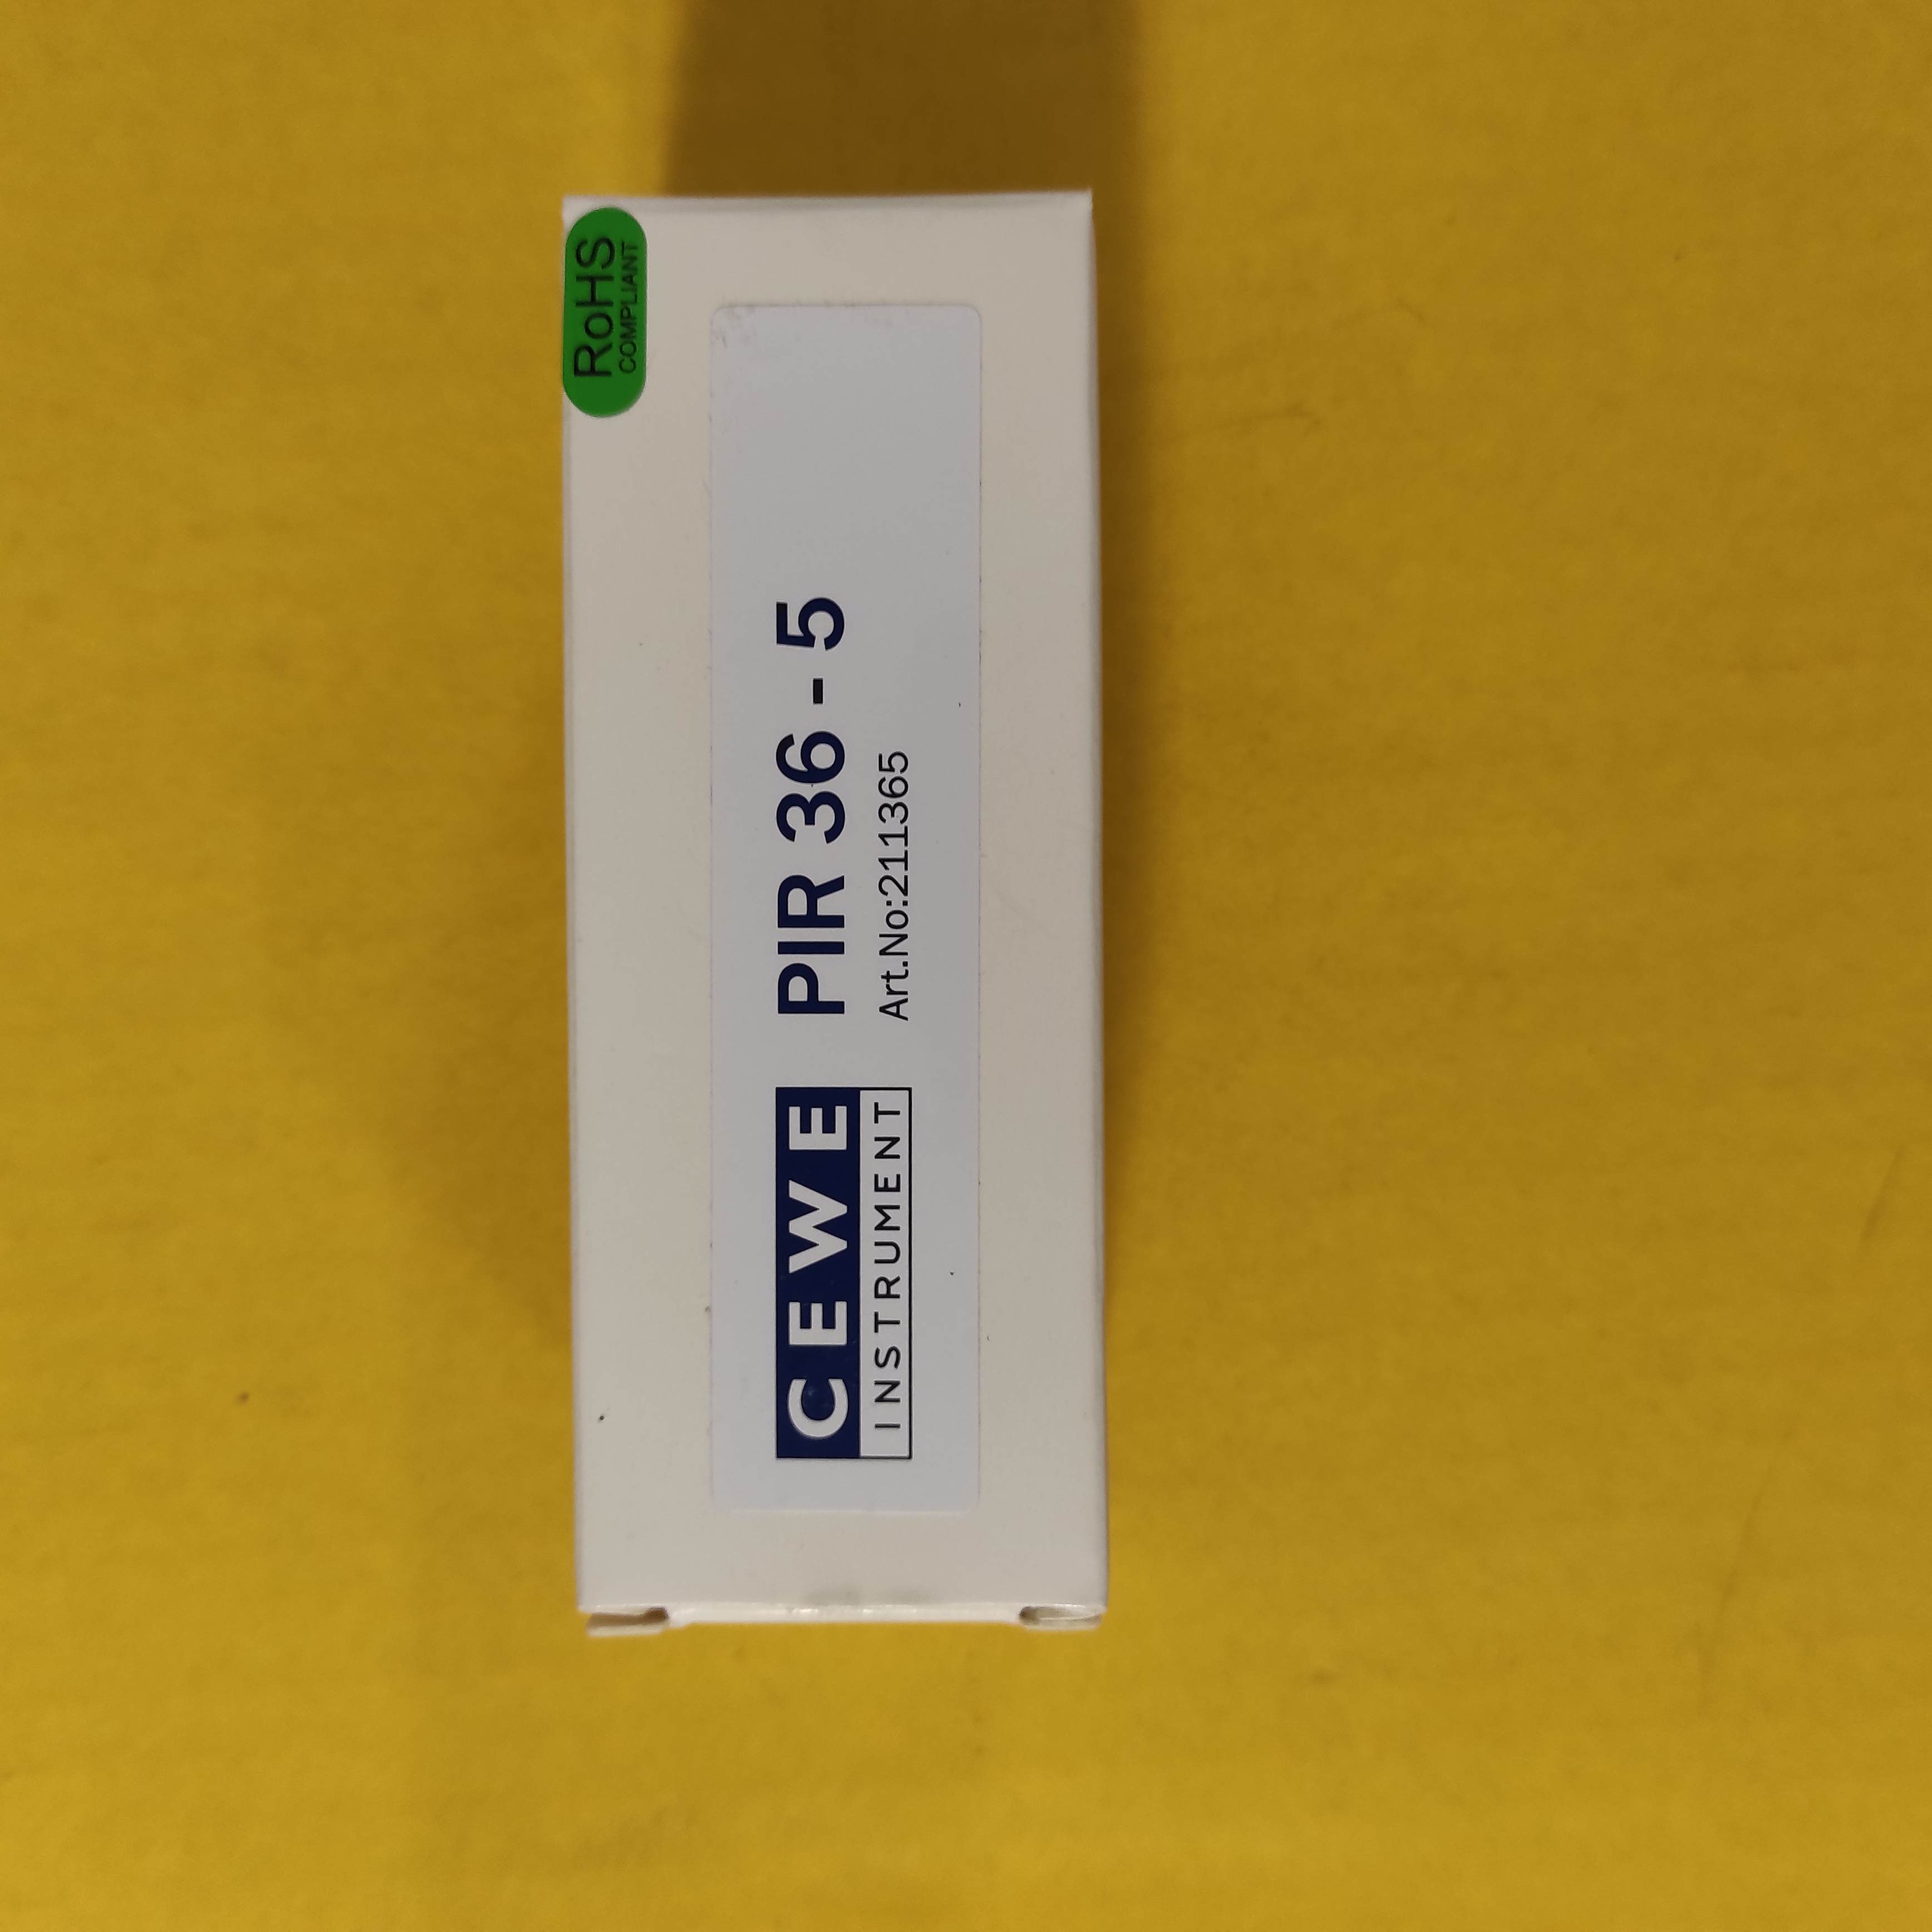 RoHS
COMPLIANT
CEWE
INSTRUMENT
PIR 36 - 5
Art.No:211365